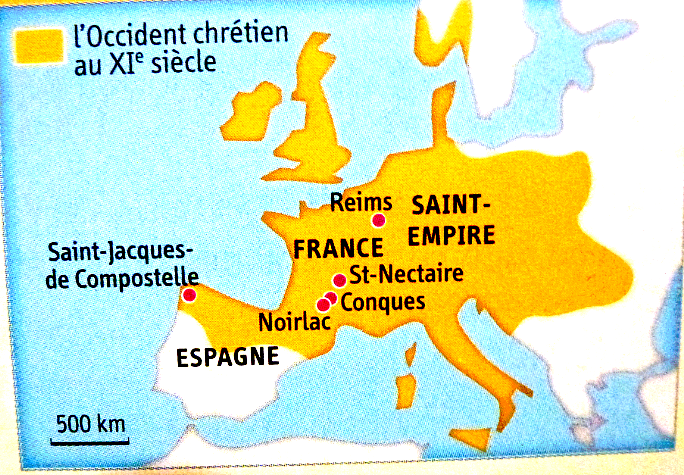 l'Occident chrétien
au XIe siècle
Reims
SAINT-
EMPIRE
FRANCE
Saint-Jacques-
de Compostelle
St-Nectaire
Conques
Noirlac
ESPAGNE
500 km